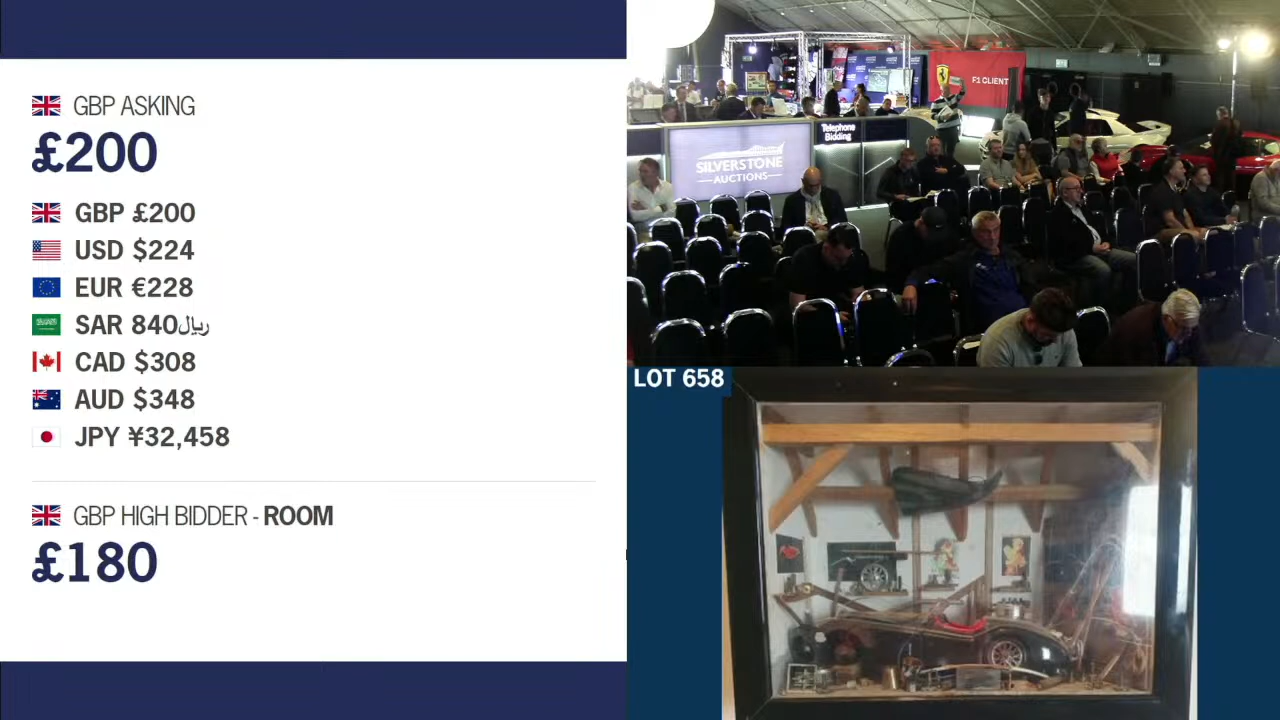 GBP ASKING
£200
GBP £200
USD $224
EUR €228
SAR 840ریال
CAD $308
AUD $348
JPY ¥32,458
GBP HIGH BIDDER - ROOM
£180
F1 CLIENT
Telephone
Bidding
SILVERSTONE
AUCTIONS
LOT 658